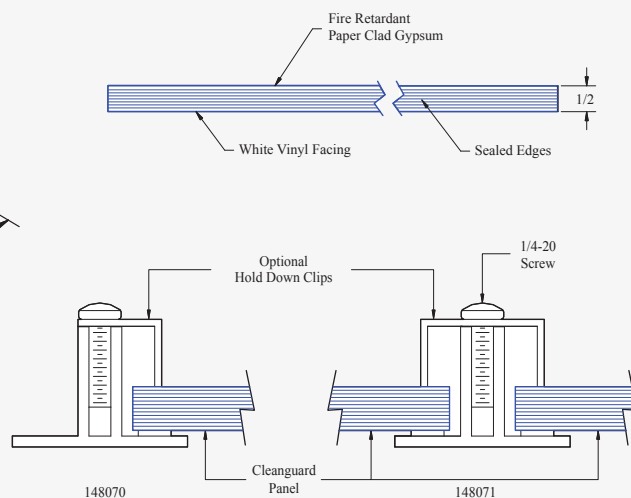 Fire Retardant
Paper Clad Gypsum
1/2
White Vinyl Facing
Sealed Edges
1/4-20
Screw
Optional
Hold Down Clips
Cleanguard
Panel
148070
148071